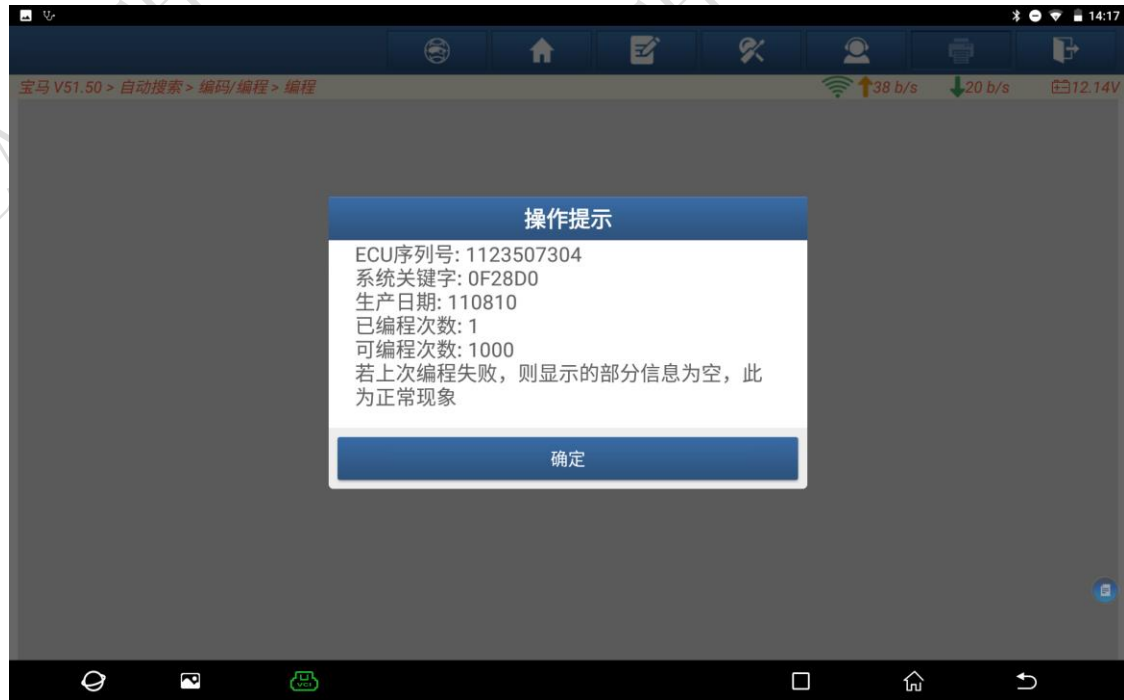 14:17
宝马 V51.50 > 自动搜索 > 编码/编程 > 编程
38 b/s
20 b/s
12.14V
操作提示
ECU序列号: 1123507304
系统关键字: 0F28D0
生产日期: 110810
已编程次数: 1
可编程次数: 1000
若上次编程失败，则显示的部分信息为空，此
为正常现象
确定
VCI